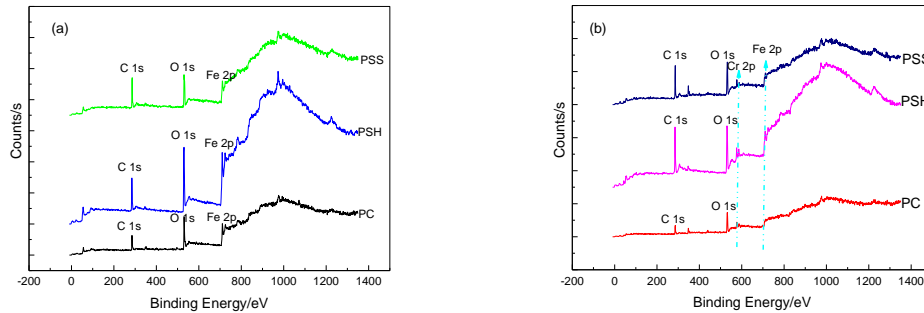 (a)
PSS
C 1s
O 1s
Fe 2p
PSH
O 1s
C 1s
Fe 2p
O 1s
PC
C 1s
Counts/s
-200 0 200 400 600 800 1000 1200 1400
Binding Energy/eV
(b)
Fe 2p
C 1s
O 1s
Cr 2p
PSS
PSH
C 1s
O 1s
PC
C 1s
O 1s
Counts/s
-200 0 200 400 600 800 1000 1200 1400
Binding Energy/eV